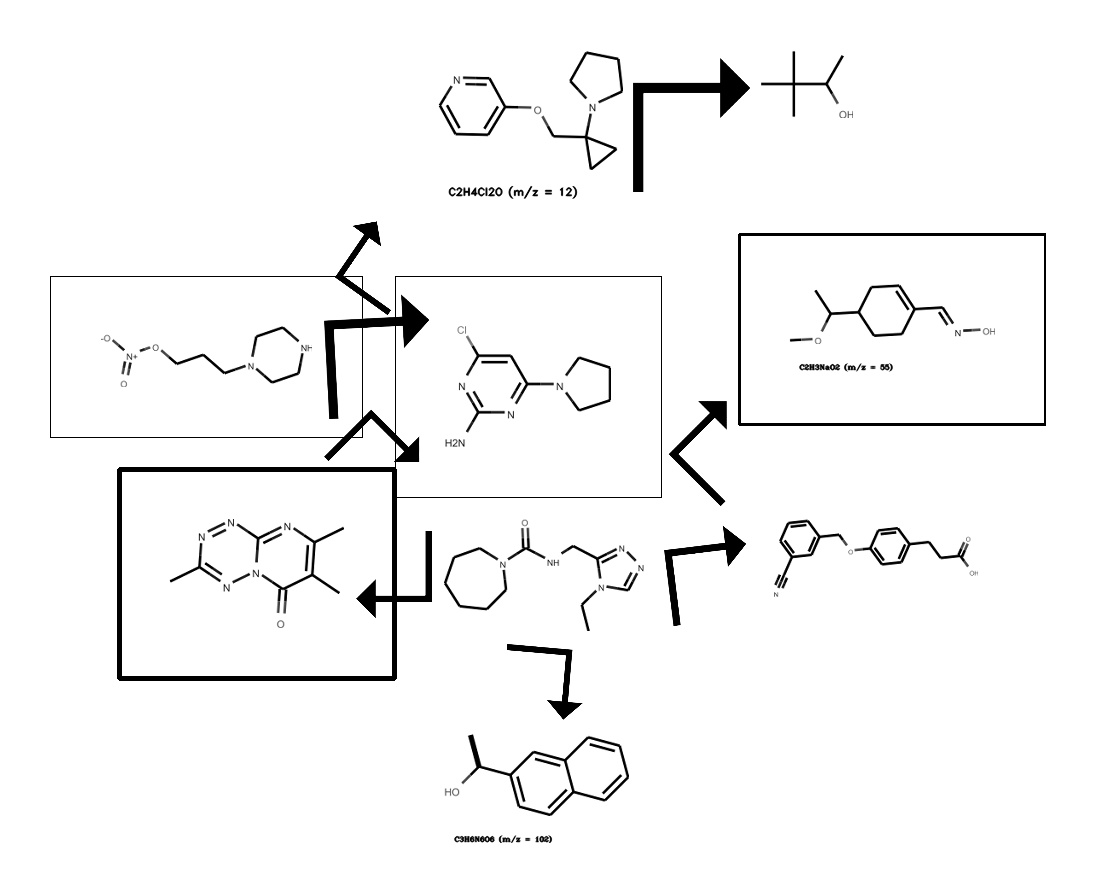 N
O
N
OH
C2H4Cl2O (m/z = 12)
-O
N+
O
O
N
NH
Cl
N
N
N
H2N
O
N
OH
C2H3NaO2 (m/z = 55)
N
N
N
N
N
O
O
N
NH
N
N
N
O
N
O
OH
HO
C3H6N6O6 (m/z = 102)